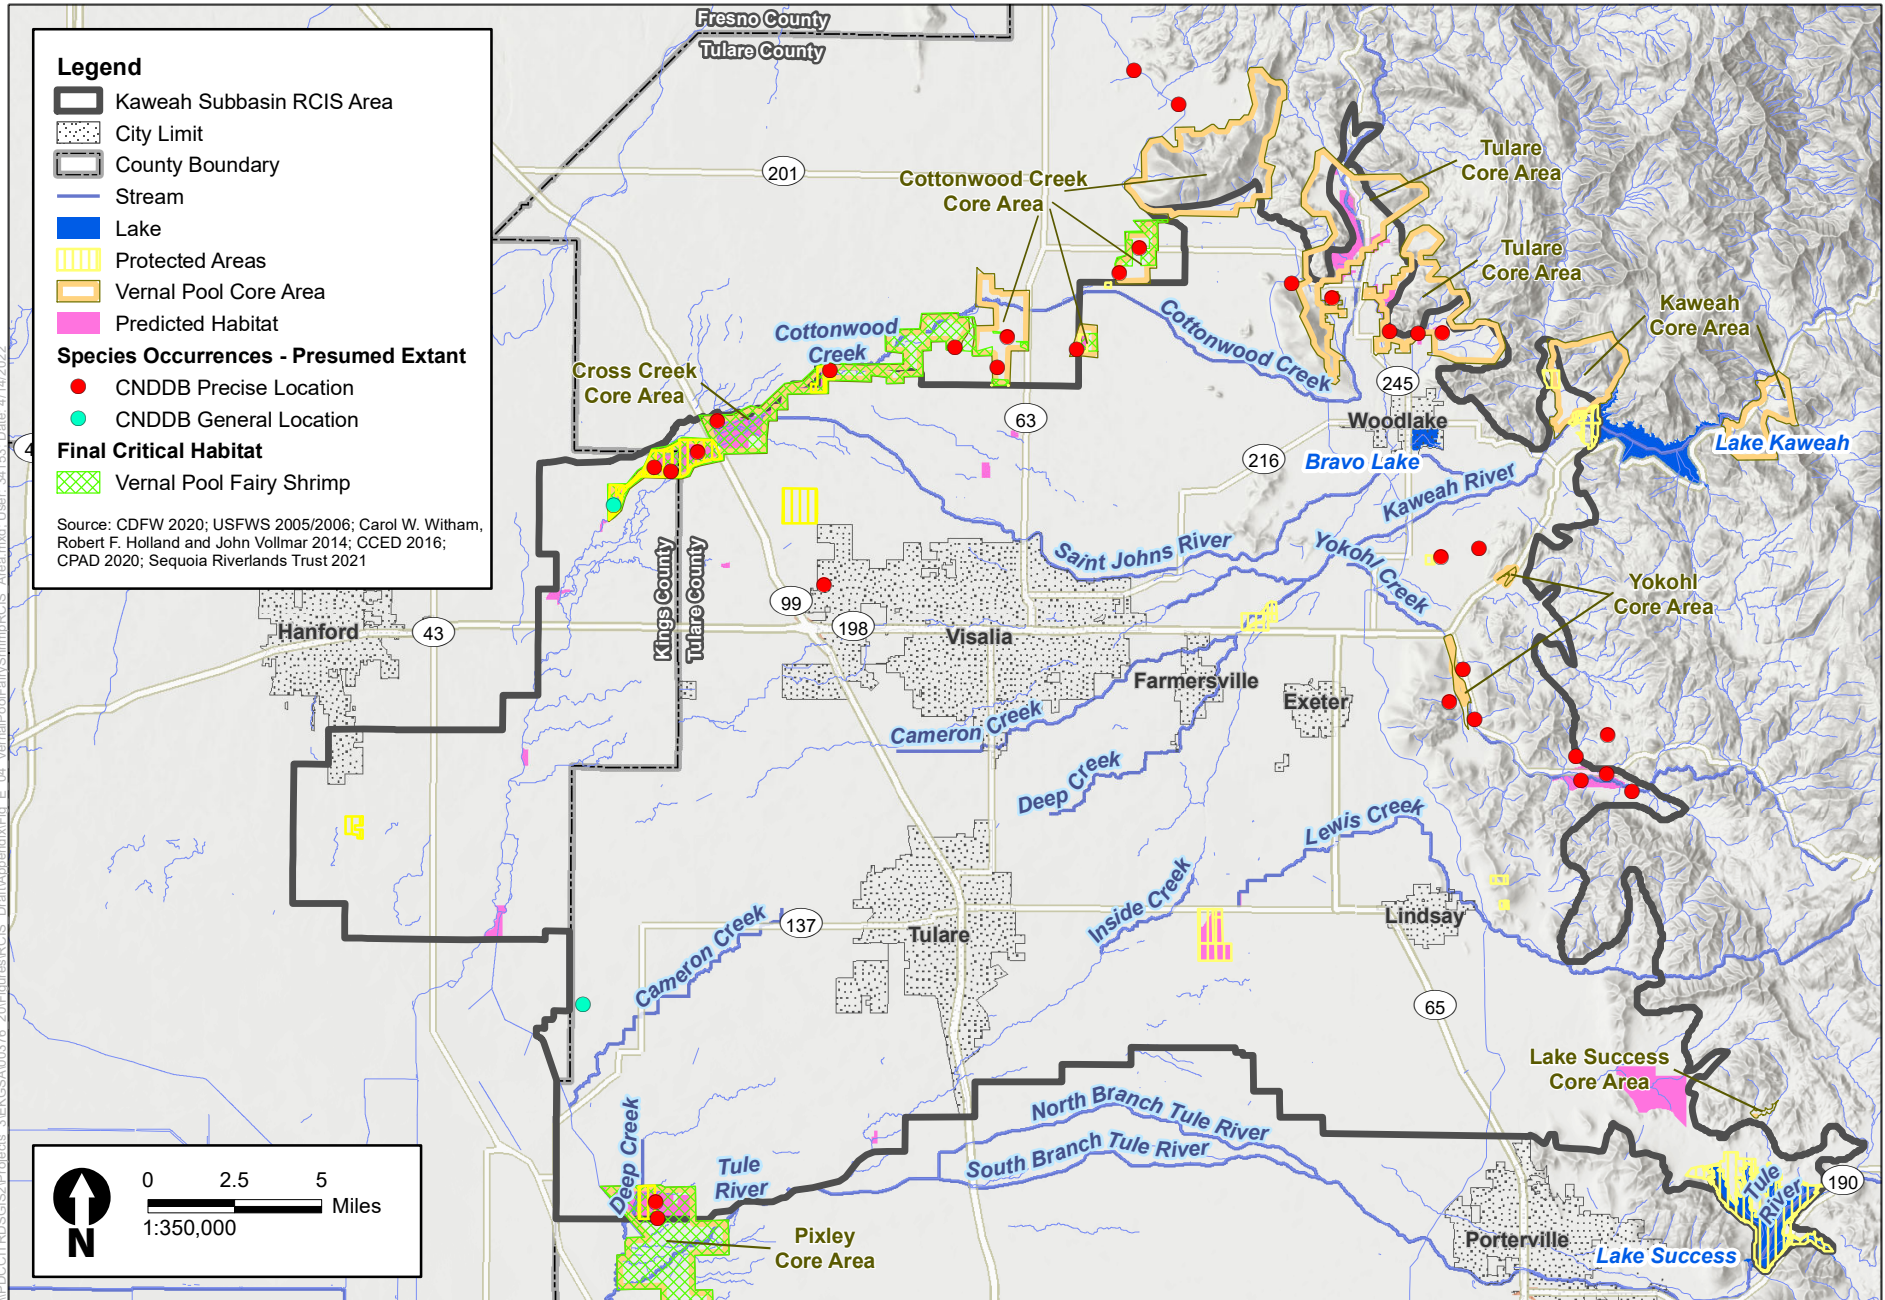 Fresno County
Tulare County
Legend
Kaweah Subbasin RCIS Area
City Limit
County Boundary
Stream
Lake
Protected Areas
Vernal Pool Core Area
Predicted Habitat
Species Occurrences - Presumed Extant
CNDDB Precise Location
CNDDB General Location
Final Critical Habitat
Vernal Pool Fairy Shrimp
Source: CDFW 2020; USFWS 2005/2006; Carol W. Witham,
Robert F. Holland and John Vollmar 2014; CCED 2016;
CPAD 2020; Sequoia Riverlands Trust 2021
201
Cottonwood Creek
Core Area
Tulare
Core Area
Tulare
Core Area
Kaweah
Core Area
Cottonwood
Creek
Cottonwood Creek
Cross Creek
Core Area
63
245
Woodlake
216
Bravo Lake
Lake Kaweah
Kaweah River
Saint Johns River
Yokohl Creek
Yokohl
Core Area
Kings County
Tulare County
99
198
Hanford
43
Visalia
Farmersville
Exeter
Cameron Creek
Deep Creek
Lewis Creek
Inside Creek
Lindsay
137
Tulare
Cameron Creek
65
Lake Success
Core Area
North Branch Tule River
South Branch Tule River
Deep Creek
Tule
River
Pixley
Core Area
Porterville
Lake Success
Tule
River
190
0 2.5 5
Miles
1:350,000
N